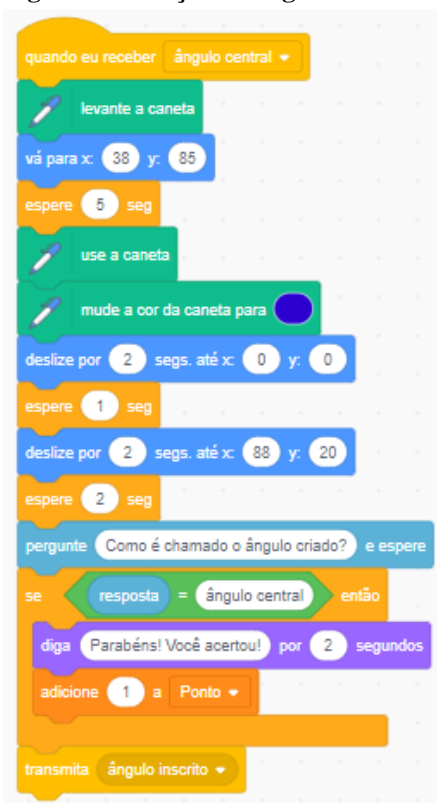 quando eu receber ângulo central
levante a caneta
vá para x: 38 y: 85
espere 5 seg
use a caneta
mude a cor da caneta para
deslize por 2 segs. até x: 0 y: 0
espere 1 seg
deslize por 2 segs. até x: 88 y: 20
espere 2 seg
pergunte Como é chamado o ângulo criado? e espere
se resposta = ângulo central então
diga Parabéns! Você acertou! por 2 segundos
adicione 1 a Ponto
transmita ângulo inscrito